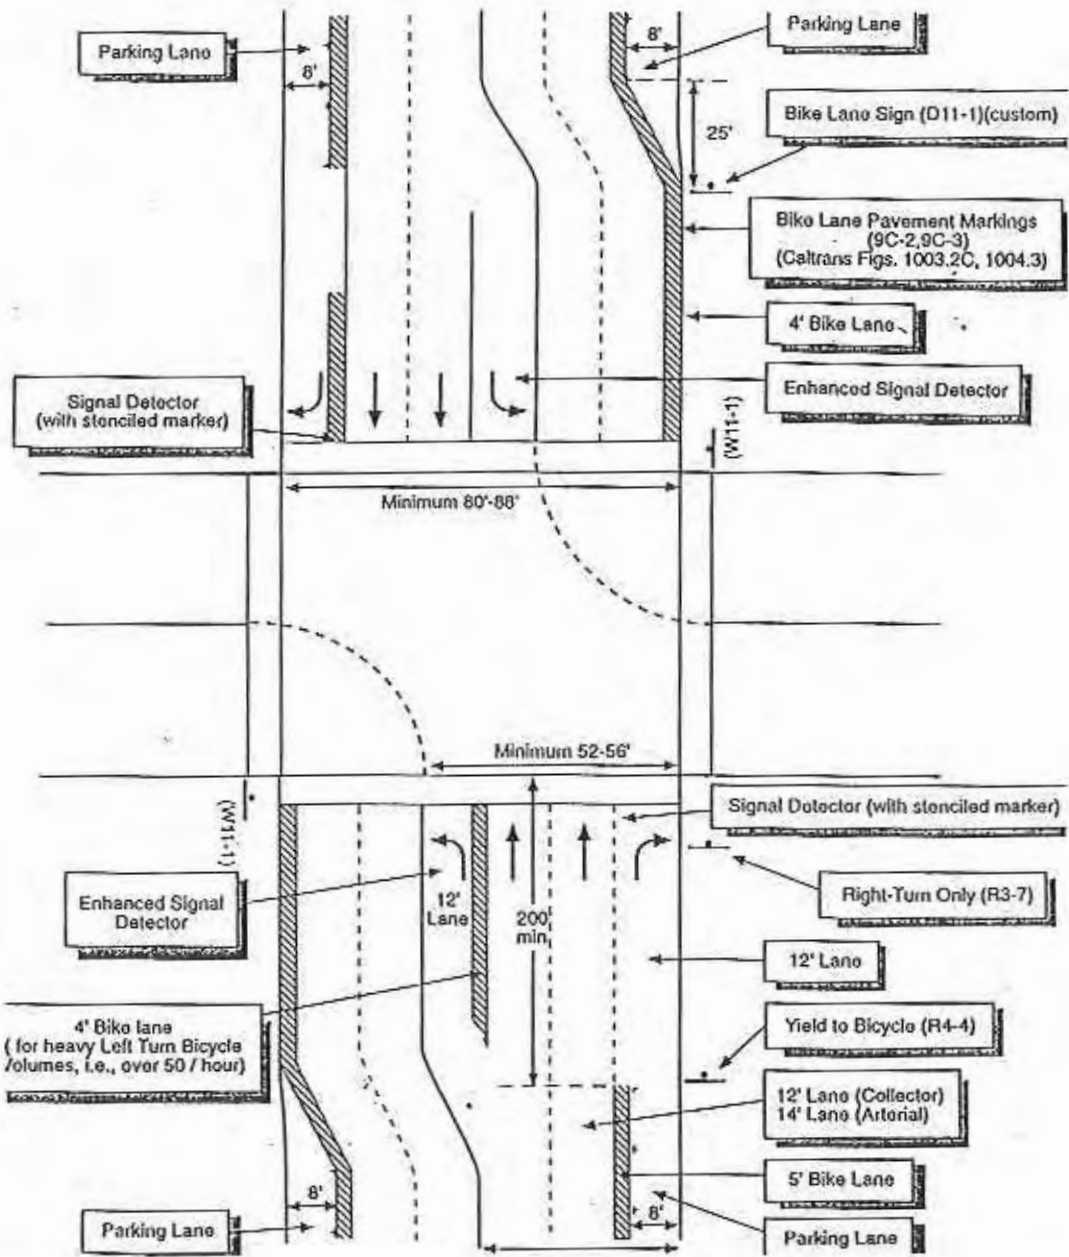 Parking Lane
8'
8'
Parking Lane
Bike Lane Sign (D11-1)(custom)
25'
Bike Lane Pavement Markings
(9C-2,9C-3)
(Caltrans Figs. 1003.2C, 1004.3)
4' Bike Lane
Enhanced Signal Detector
Signal Detector
(with stenciled marker)
(W11-1)
Minimum 80'-88'
Minimum 52-56'
(W11-1)
Signal Detector (with stenciled marker)
Right-Turn Only (R3-7)
Enhanced Signal
Detector
12'
Lane
200'
min
12' Lane
4' Bike lane
( for heavy Left Turn Bicycle
Volumes, i.e., over 50 / hour)
Yield to Bicycle (R4-4)
12' Lane (Collector)
14' Lane (Arterial)
5' Bike Lane
8'
8'
Parking Lane
Parking Lane